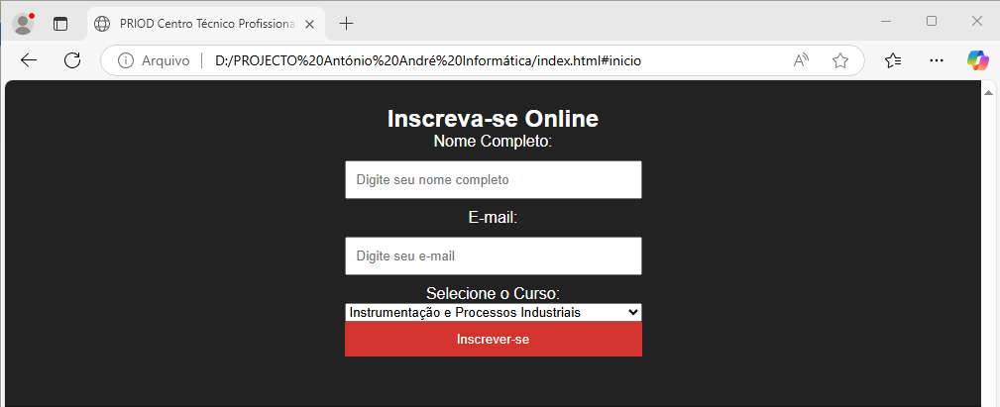 PRIOD Centro Técnico Profissiona
Arquivo D:/PROJECTO%20António%20André%20Informática/index.html#inicio
Inscreva-se Online
Nome Completo:
Digite seu nome completo
E-mail:
Digite seu e-mail
Selecione o Curso:
Instrumentação e Processos Industriais
Inscrever-se